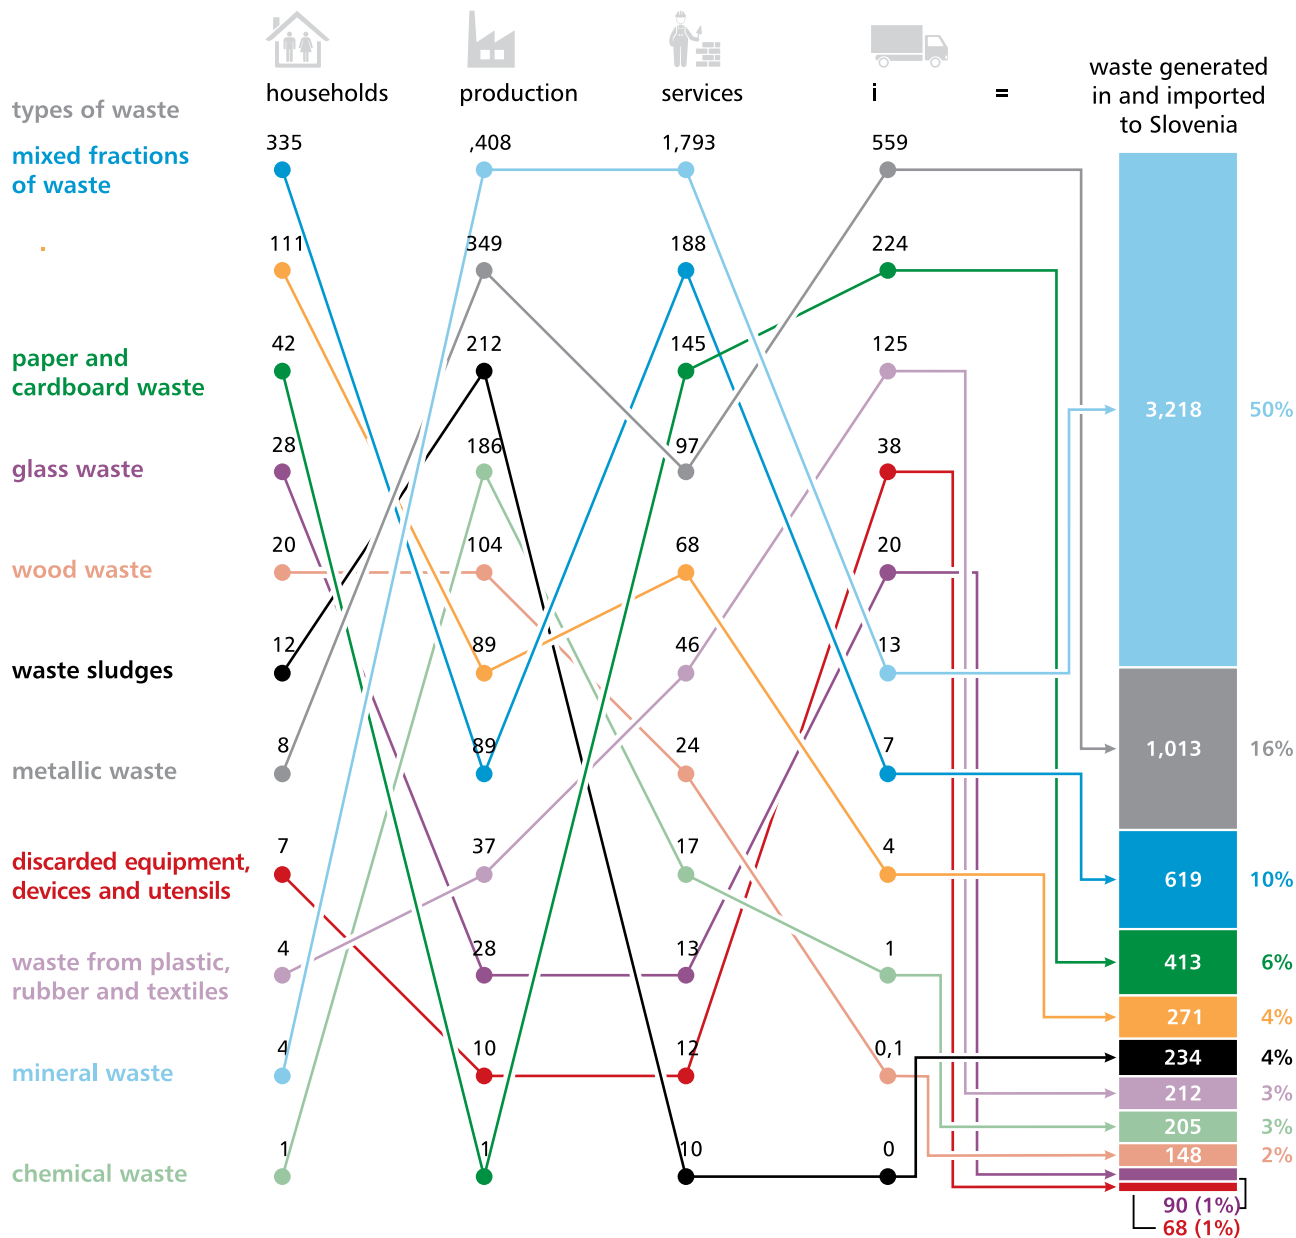 households production services i =
waste generated
in and imported
to Slovenia
types of waste
335 ,408 1,793 559
mixed fractions
of waste
111 349 188 224
.
42 212 145 125
paper and
cardboard waste
3,218 50%
28 186 97 38
glass waste
20 104 68 20
wood waste
12 89 46 13
waste sludges
8 89 24 7
metallic waste
1,013 16%
7 37 17 4
discarded equipment,
devices and utensils
619 10%
4 28 13 1
waste from plastic,
rubber and textiles
413 6%
271 4%
4 10 12 0,1
mineral waste
234 4%
212 3%
205 3%
1 1 10 0
chemical waste
148 2%
90 (1%)
68 (1%)